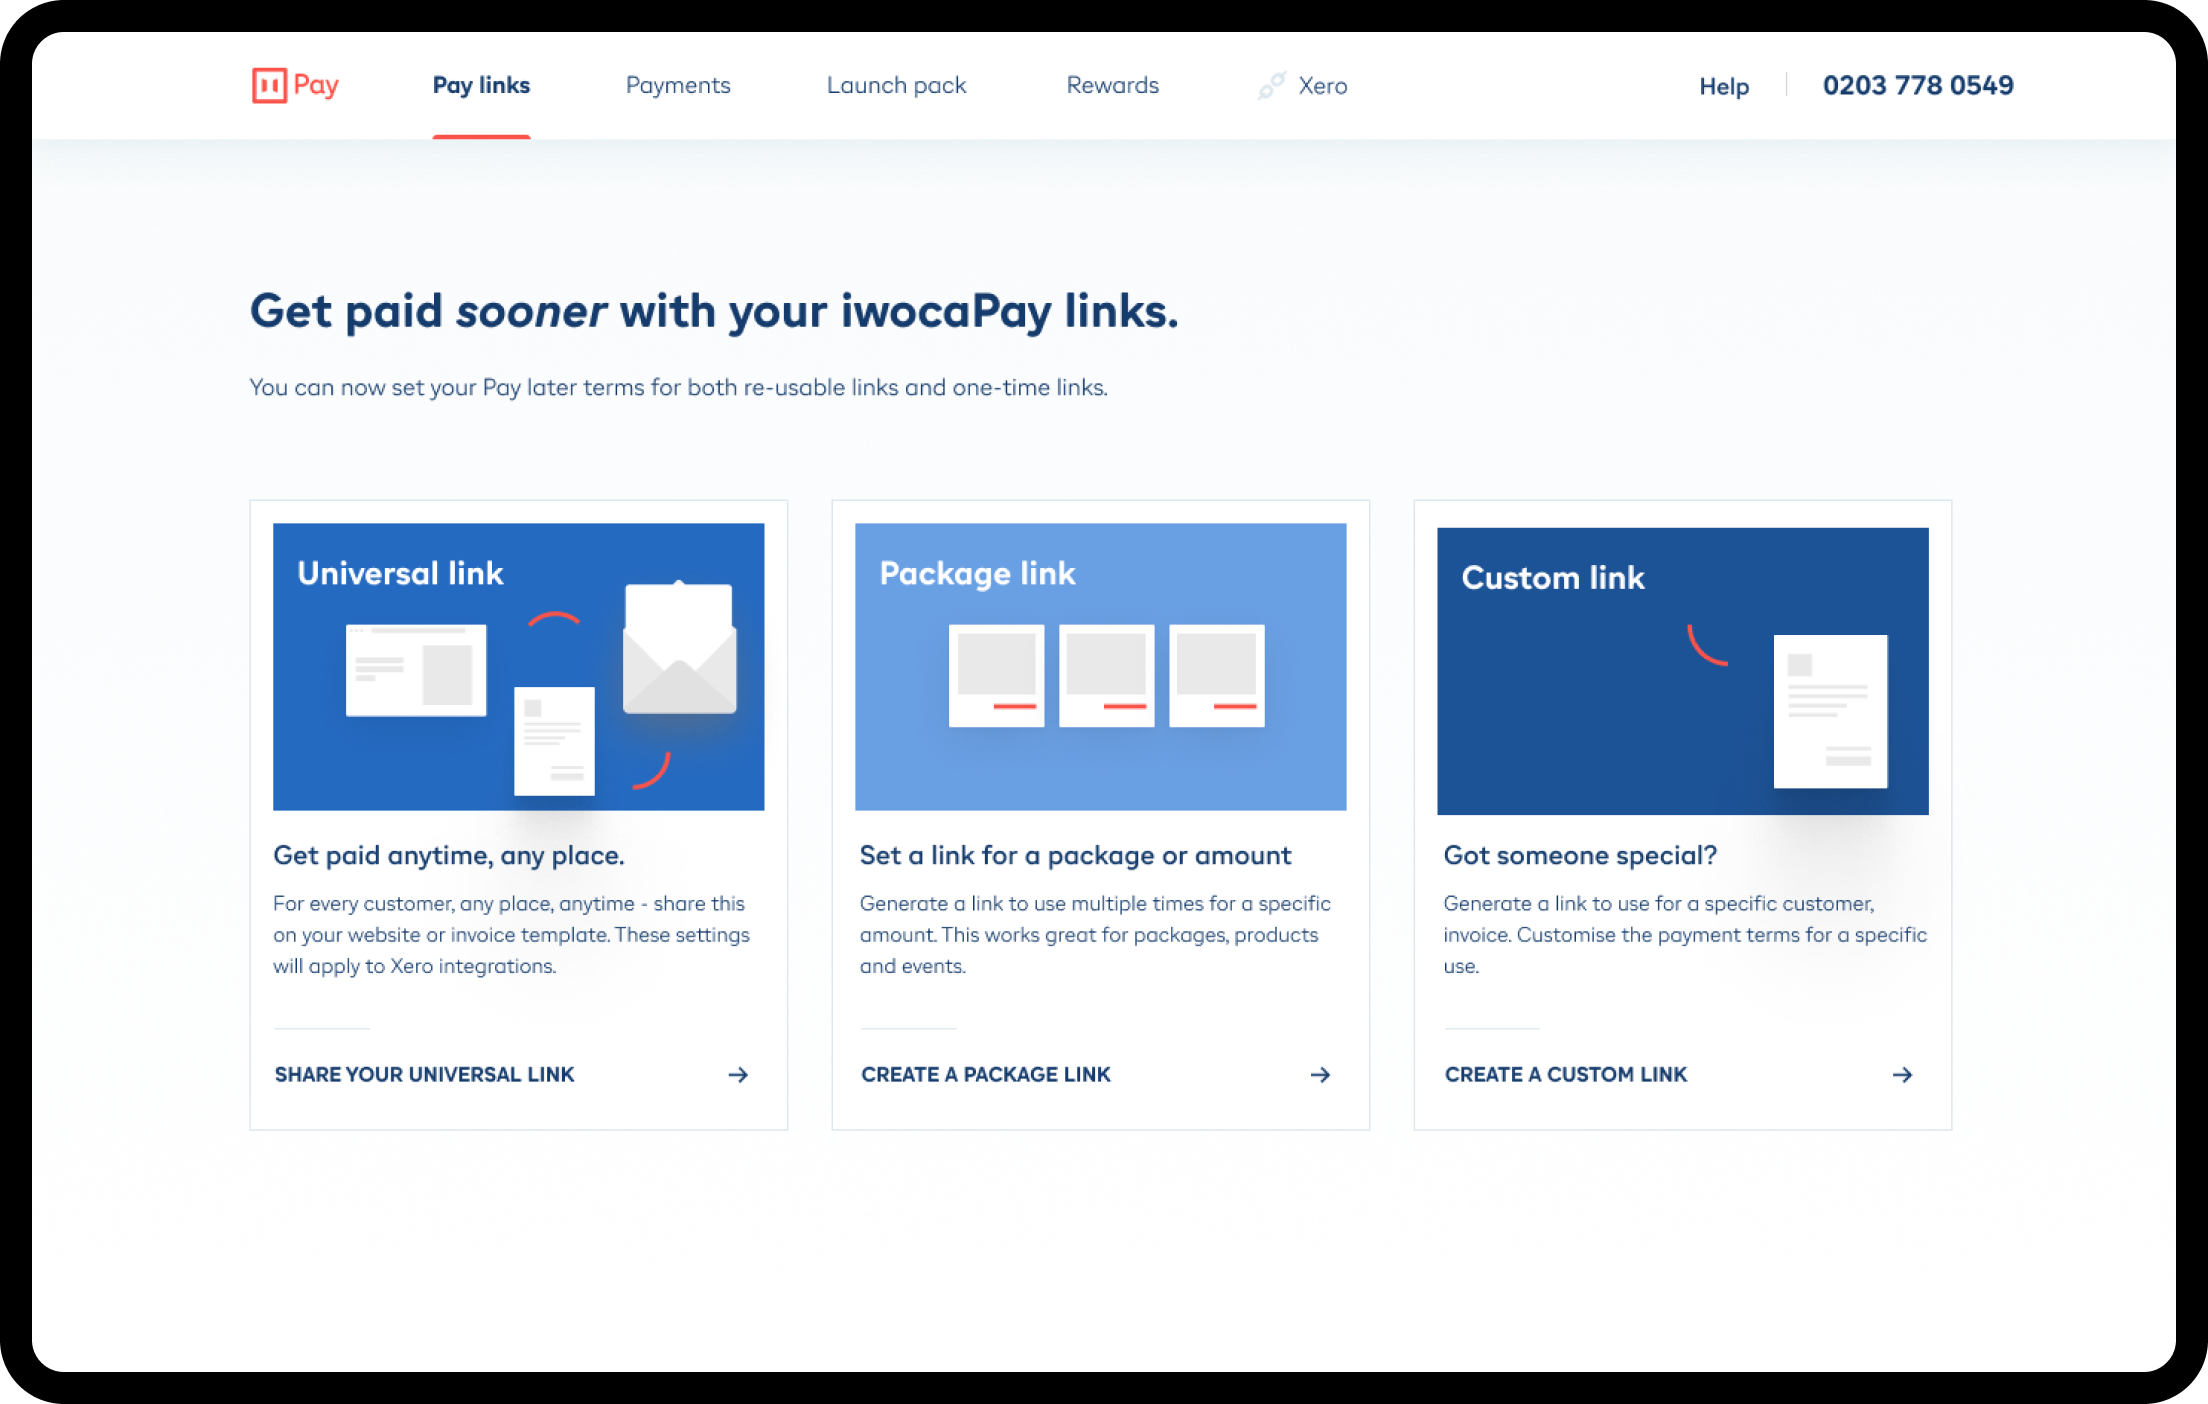 Pay
Pay links
Payments
Launch pack
Rewards
Xero
Help
0203 778 0549
Get paid sooner with your iwocaPay links.
You can now set your Pay later terms for both re-usable links and one-time links.
Universal link
Get paid anytime, any place.
For every customer, any place, anytime - share this
on your website or invoice template. These settings
will apply to Xero integrations.
SHARE YOUR UNIVERSAL LINK
Package link
Set a link for a package or amount
Generate a link to use multiple times for a specific
amount. This works great for packages, products
and events.
CREATE A PACKAGE LINK
Custom link
Got someone special?
Generate a link to use for a specific customer,
invoice. Customise the payment terms for a specific
use.
CREATE A CUSTOM LINK